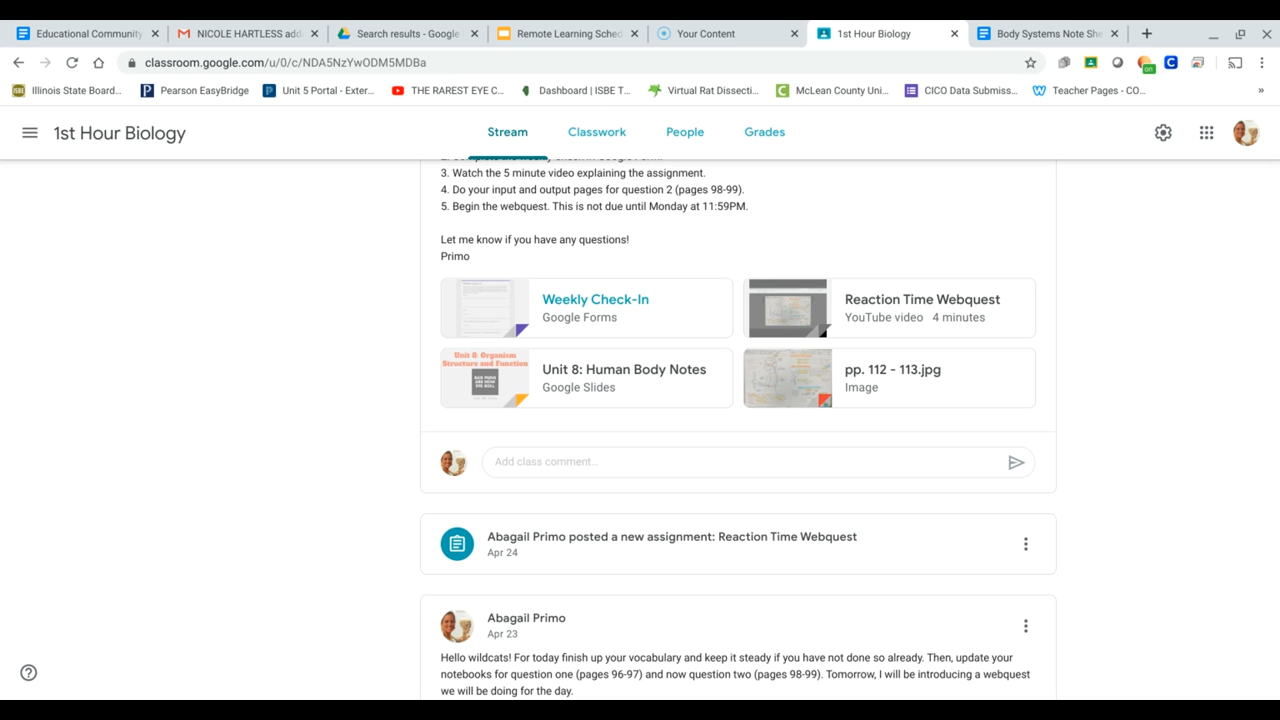 Educational Community
NICOLE HARTLESS add
Search results - Google
Remote Learning Sched
Your Content
1st Hour Biology
Body Systems Note She
classroom.google.com/u/0/c/NDA5NzYwODM5MDBa
Illinois State Board...
Pearson EasyBridge
Unit 5 Portal - Exter...
THE RAREST EYE C...
Dashboard | ISBE T...
Virtual Rat Dissecti...
McLean County Uni...
CICO Data Submiss...
Teacher Pages - CO...
1st Hour Biology
Stream
Classwork
People
Grades
3. Watch the 5 minute video explaining the assignment.
4. Do your input and output pages for question 2 (pages 98-99).
5. Begin the webquest. This is not due until Monday at 11:59PM.
Let me know if you have any questions!
Primo
Weekly Check-In
Google Forms
Reaction Time Webquest
YouTube video 4 minutes
Unit 8: Organism
Structure and Function
Unit 8: Human Body Notes
Google Slides
pp. 112 - 113.jpg
Image
Add class comment...
Abagail Primo posted a new assignment: Reaction Time Webquest
Apr 24
Abagail Primo
Apr 23
Hello wildcats! For today finish up your vocabulary and keep it steady if you have not done so already. Then, update your
notebooks for question one (pages 96-97) and now question two (pages 98-99). Tomorrow, I will be introducing a webquest
we will be doing for the day.